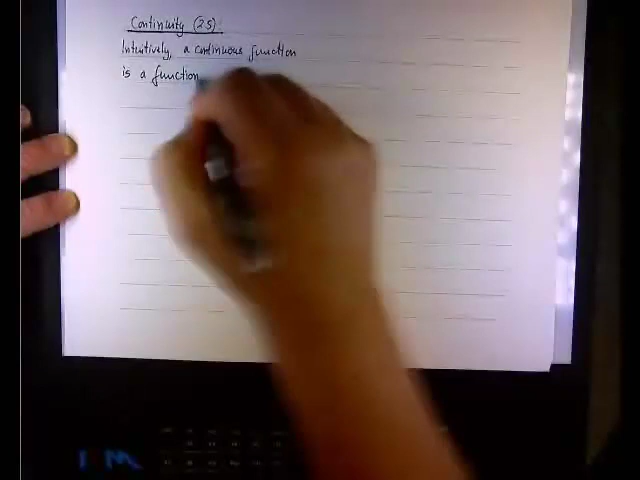 Continuity (2.5)
Intuitively, a continuous function
is a function